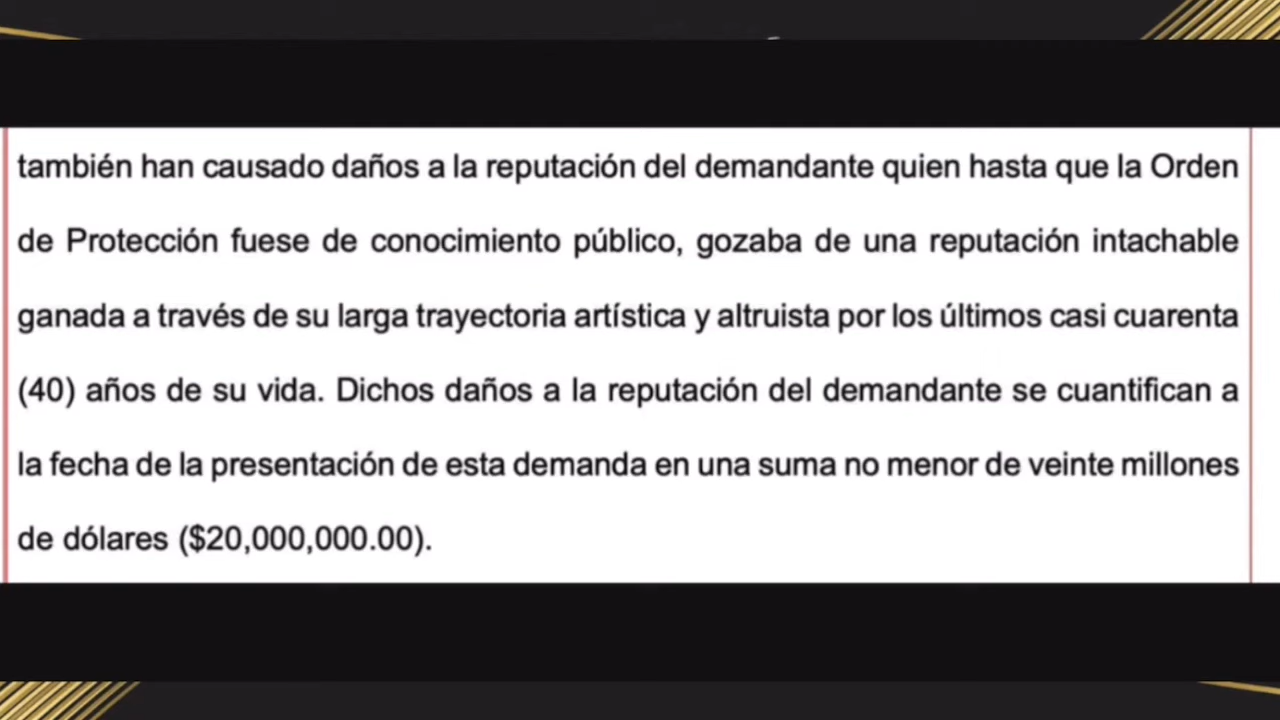 también han causado daños a la reputación del demandante quien hasta que la Orden
de Protección fuese de conocimiento público, gozaba de una reputación intachable
ganada a través de su larga trayectoria artística y altruista por los últimos casi cuarenta
(40) años de su vida. Dichos daños a la reputación del demandante se cuantifican a
la fecha de la presentación de esta demanda en una suma no menor de veinte millones
de dólares ($20,000,000.00).